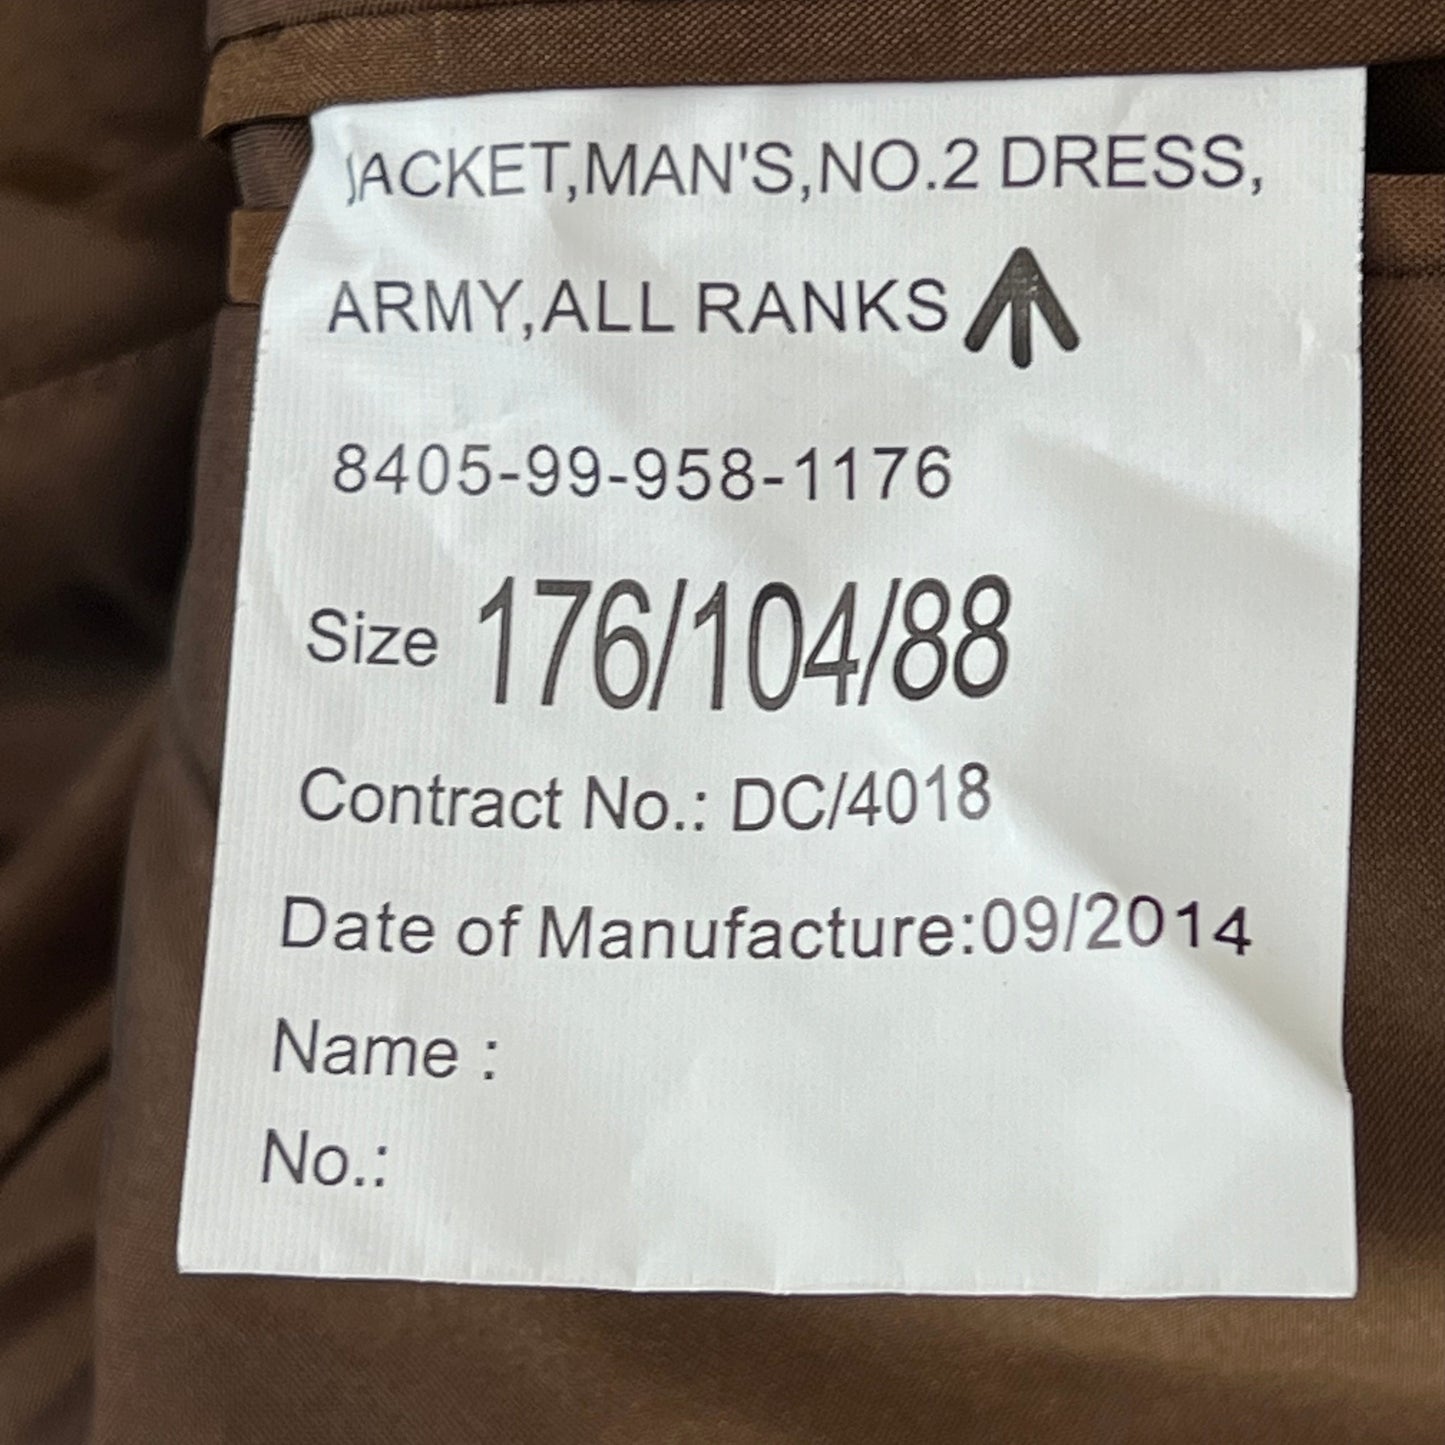 JACKET,MAN'S,NO.2 DRESS,
ARMY,ALL RANKS
8405-99-958-1176
Size 176/104/88
Contract No.: DC/4018
Date of Manufacture:09/2014
Name :
No.: